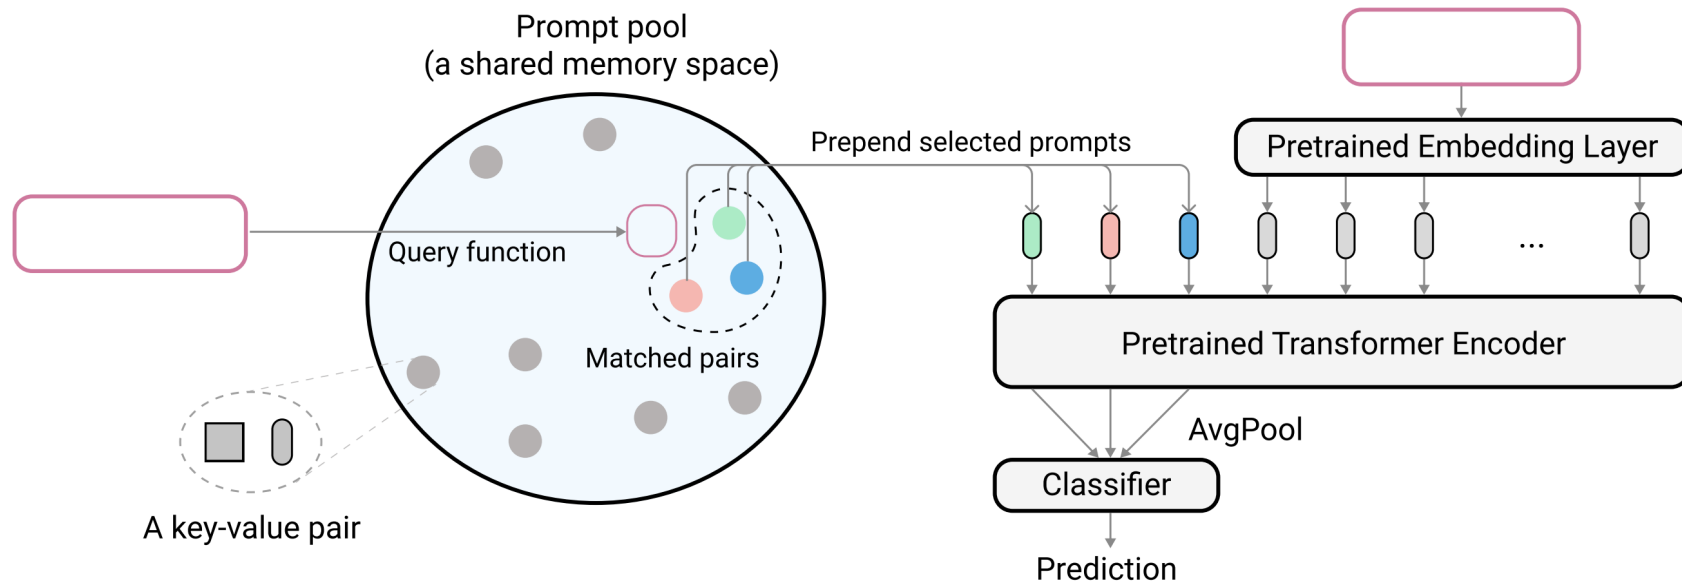 Prompt pool
(a shared memory space)
Prepend selected prompts
Pretrained Embedding Layer
Query function
...
Matched pairs
Pretrained Transformer Encoder
AvgPool
A key-value pair
Classifier
Prediction